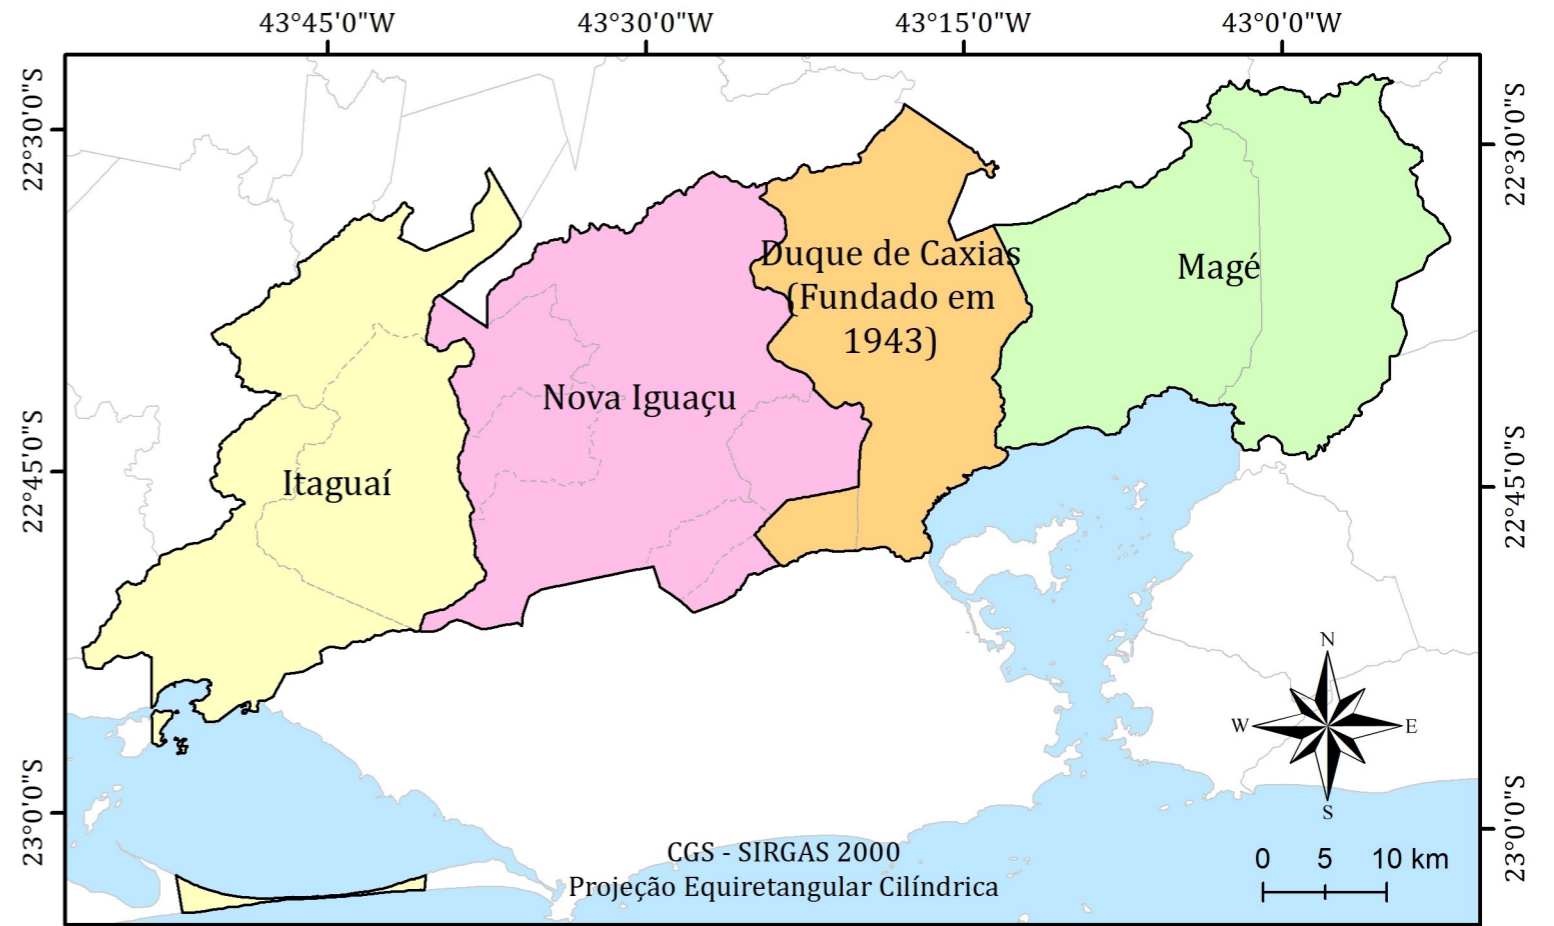 43°45'0"W 43°30'0"W 43°15'0"W 43°0'0"W
22°30'0"S
22°30'0"S
Duque de Caxias
(Fundado em
1943)
Magé
Nova Iguaçu
Itaguaí
22°45'0"S
22°45'0"S
N
W E
S
23°0'0"S
23°0'0"S
CGS - SIRGAS 2000
Projeção Equiretangular Cilíndrica
0 5 10 km